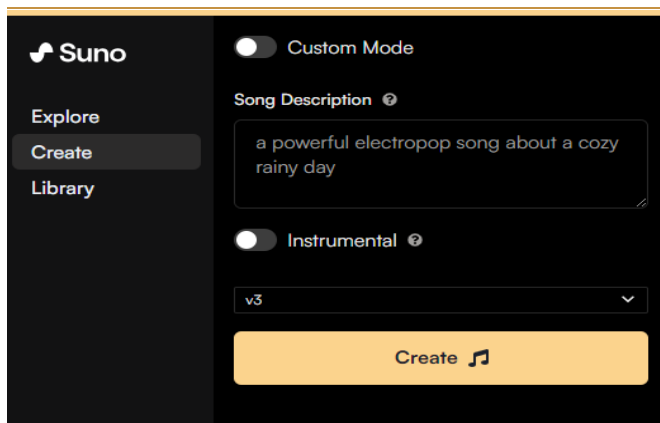 Suno
Explore
Create
Library
Custom Mode
Song Description
a powerful electropop song about a cozy
rainy day
Instrumental
v3
Create